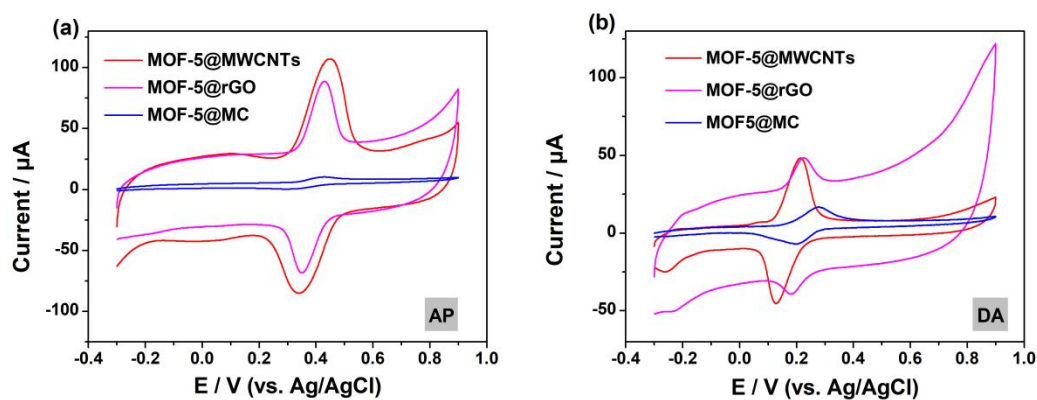 (a)
MOF-5@MWCNTs
MOF-5@rGO
MOF-5@MC
100
50
0
-50
-100
Current / μA
AP
-0.4 -0.2 0.0 0.2 0.4 0.6 0.8 1.0
E / V (vs. Ag/AgCl)
(b)
MOF-5@MWCNTs
MOF-5@rGO
MOF5@MC
100
50
0
-50
Current / μA
DA
-0.4 -0.2 0.0 0.2 0.4 0.6 0.8 1.0
E / V (vs. Ag/AgCl)